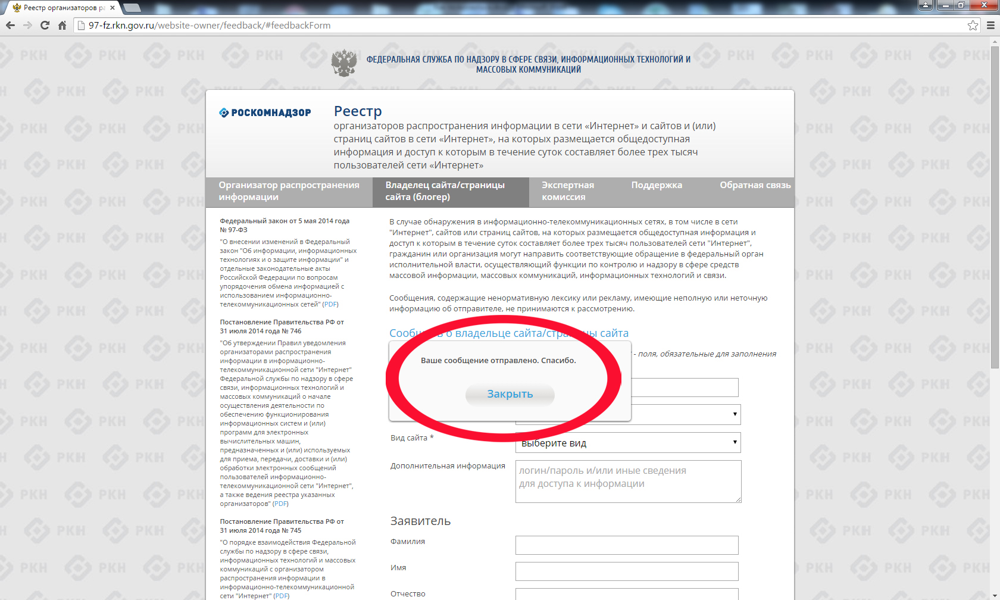 Реестр организаторов ра
97-fz.rkn.gov.ru/website-owner/feedback/#feedbackForm
ФЕДЕРАЛЬНАЯ СЛУЖБА ПО НАДЗОРУ В СФЕРЕ СВЯЗИ, ИНФОРМАЦИОННЫХ ТЕХНОЛОГИЙ И
МАССОВЫХ КОММУНИКАЦИЙ
РОСКОМНАДЗОР
Реестр
организаторов распространения информации в сети «Интернет» и сайтов и (или)
страниц сайтов в сети «Интернет», на которых размещается общедоступная
информация и доступ к которым в течение суток составляет более трех тысяч
пользователей сети «Интернет»
Организатор распространения
информации
Владелец сайта/страницы
сайта (блогер)
Экспертная
комиссия
Поддержка
Обратная связь
Федеральный закон от 5 мая 2014 года
№ 97-ФЗ
"О внесении изменений в Федеральный
закон "Об информации, информационных
технологиях и о защите информации" и
отдельные законодательные акты
Российской Федерации по вопросам
упорядочения обмена информацией с
использованием информационно-
телекоммуникационных сетей" (PDF)
Постановление Правительства РФ от
31 июля 2014 года № 746
"Об утверждении Правил уведомления
организаторами распространения
информации в информационно-
телекоммуникационной сети "Интернет"
Федеральной службы по надзору в сфере
связи, информационных технологий и
массовых коммуникаций о начале
осуществления деятельности по
обеспечению функционирования
информационных систем и (или)
программ для электронных
вычислительных машин,
предназначенных и (или) используемых
для приема, передачи, доставки и (или)
обработки электронных сообщений
пользователей информационно-
телекоммуникационной сети "Интернет",
а также ведения реестра указанных
организаторов" (PDF)
Постановление Правительства РФ от
31 июля 2014 года № 745
"О порядке взаимодействия Федеральной
службы по надзору в сфере связи,
информационных технологий и массовых
коммуникаций с организатором
распространения информации в
информационно-телекоммуникационной
сети "Интернет" (PDF)
В случае обнаружения в информационно-телекоммуникационных сетях, в том числе в сети
"Интернет", сайтов или страниц сайтов, на которых размещается общедоступная информация и
доступ к которым в течение суток составляет более трех тысяч пользователей сети "Интернет",
гражданин или организация могут направить соответствующие обращение в федеральный орган
исполнительной власти, осуществляющий функции по контролю и надзору в сфере средств
массовой информации, массовых коммуникаций, информационных технологий и связи.
Сообщения, содержащие ненормативную лексику или рекламу, имеющие неполную или неточную
информацию об отправителе, не принимаются к рассмотрению.
о владельце сайта/ сайта
- поля, обязательные для заполнения
Ваше сообщение отправлено. Спасибо.
Закрыть
Вид сайта *
выберите вид
Дополнительная информация
логин/пароль и/или иные сведения
для доступа к информации
Заявитель
Фамилия
Имя
Отчество